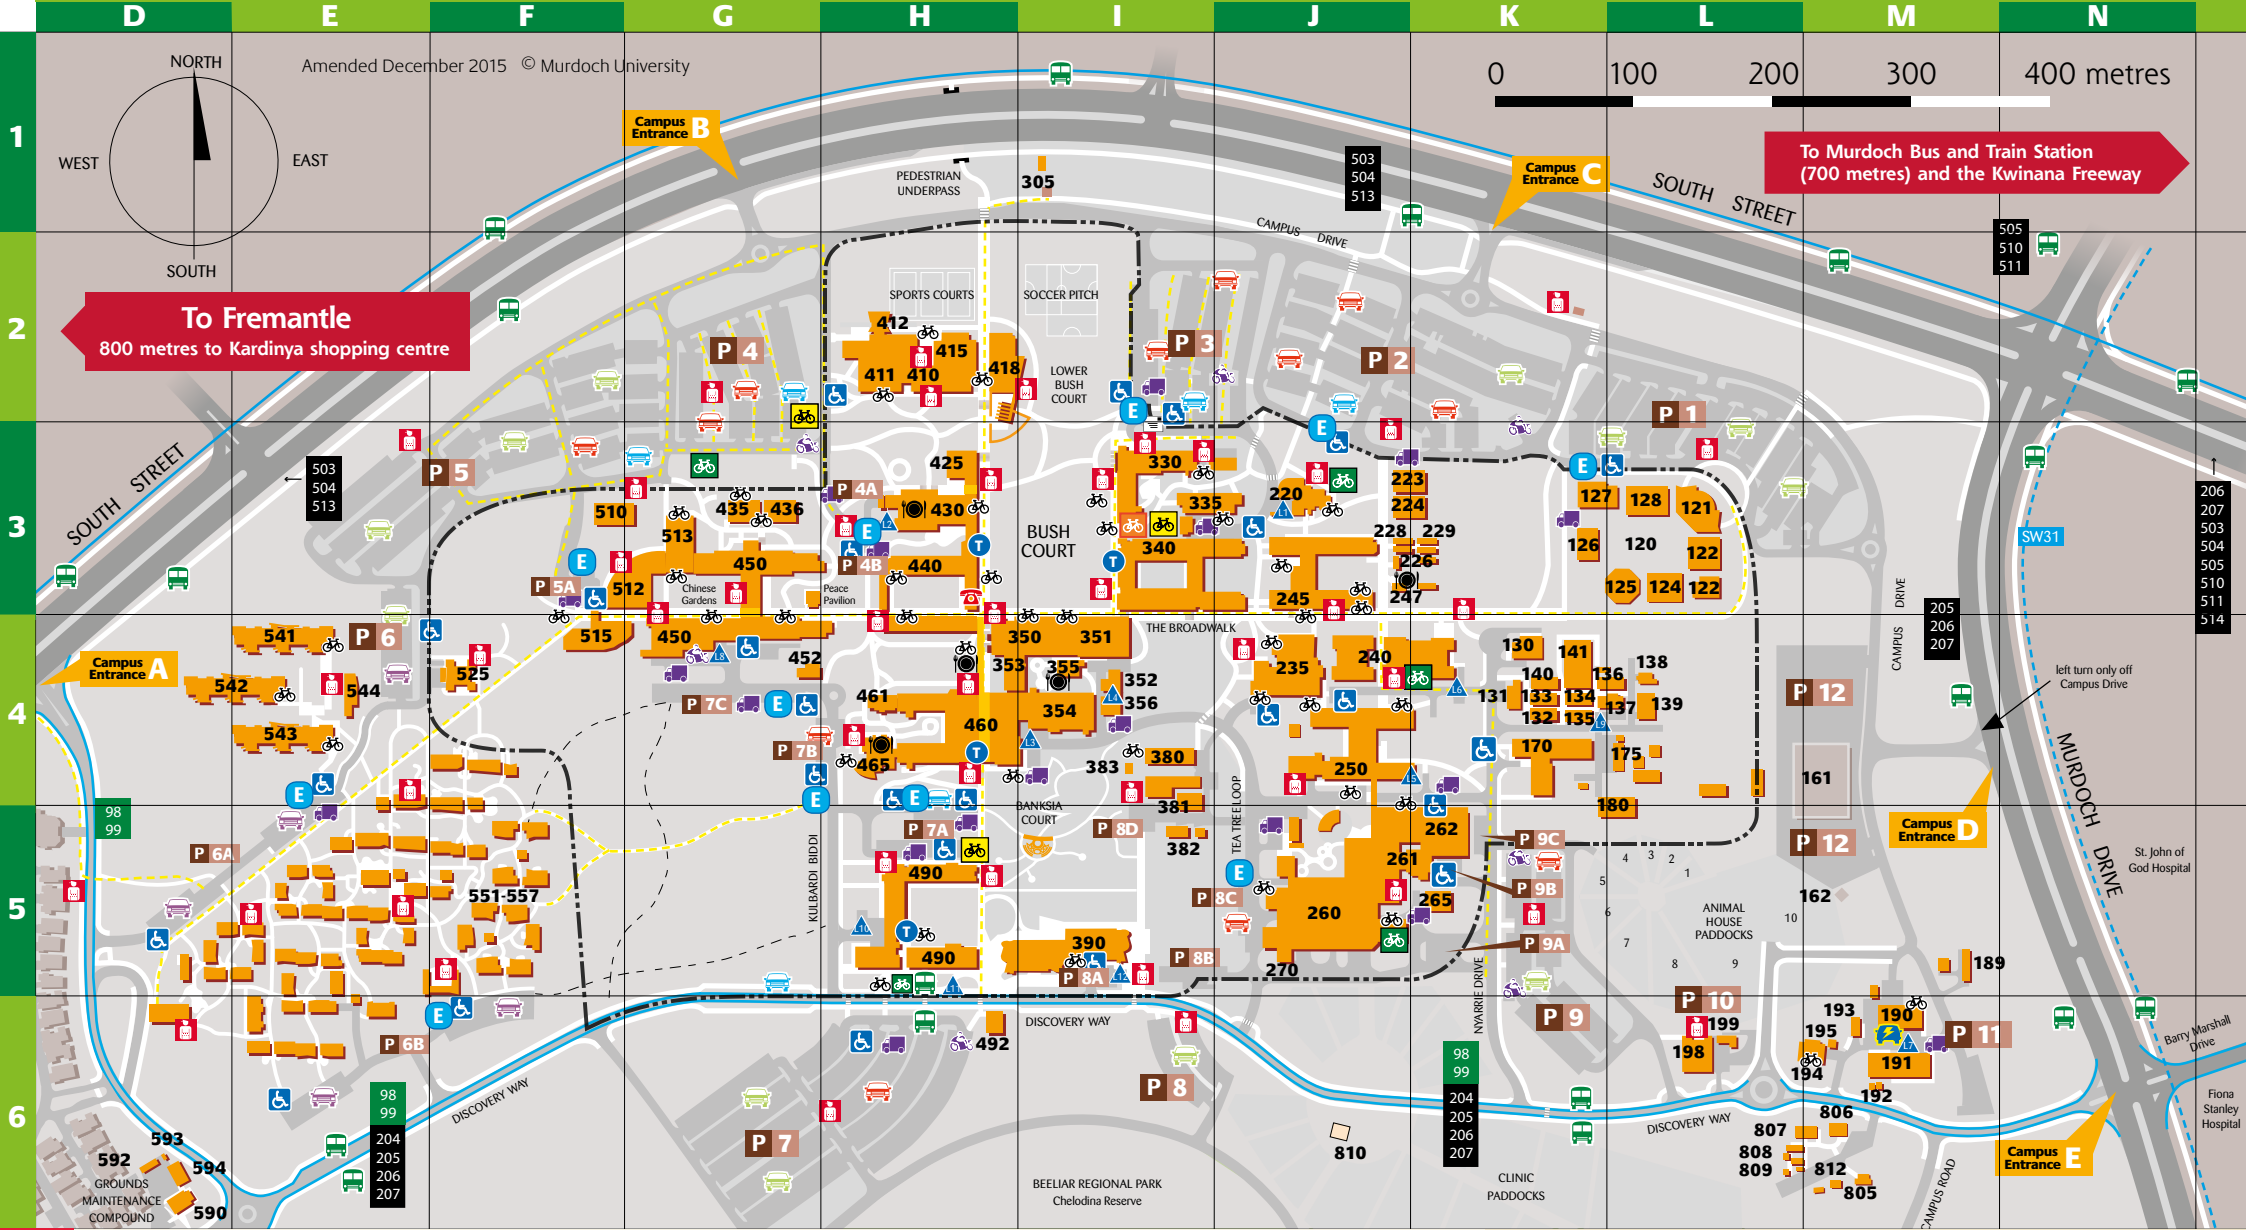 D E F G H I J K L M N
1
2
3
4
5
6
NORTH
WEST
EAST
SOUTH
Amended December 2015 © Murdoch University
0 100 200 300 400 metres
Campus
Entrance B
PEDESTRIAN
UNDERPASS
305
503
504
513
Campus
Entrance C
SOUTH STREET
To Murdoch Bus and Train Station
(700 metres) and the Kwinana Freeway
CAMPUS DRIVE
505
510
511
To Fremantle
800 metres to Kardinya shopping centre
SPORTS COURTS
SOCCER PITCH
412
415
411
410
418
LOWER
BUSH
COURT
P 4
P 3
P 2
P 1
SOUTH STREET
503
504
513
P 5
425
P 4A
430
L2
510
435
436
513
450
440
P 4B
512
P 5A
Chinese
Gardens
Peace
Pavilion
BUSH
COURT
330
335
340
220
L1
223
224
228
229
226
245
247
127
128
121
126
120
122
125
124
122
SW31
206
207
503
504
505
510
511
514
CAMPUS DRIVE
205
206
207
Campus
Entrance A
541
P 6
542
544
543
525
515
450
L8
452
P 7C
P 7B
461
460
465
350
351
353
355
352
L4
356
354
L3
THE BROADWALK
380
383
381
235
240
L6
250
L5
130
141
140
136
138
131
133
134
137
139
132
135
L9
170
175
180
P 12
161
left turn only off
Campus Drive
MURDOCH DRIVE
98
99
P 6A
551-557
KULBARDI BIDDI
P 7A
490
L10
490
L11
BANKSIA
COURT
P 8D
382
TEA TREE LOOP
P 8C
P 8B
390
P 8A
L12
262
261
260
265
270
P 9C
P 9B
P 9A
NYARRIE DRIVE
4 3 2
1
5
6
7
8
9
10
ANIMAL
HOUSE
PADDOCKS
P 12
162
Campus
Entrance D
St. John of
God Hospital
189
P 6B
DISCOVERY WAY
98
99
204
205
206
207
593
592
594
590
GROUNDS
MAINTENANCE
COMPOUND
492
P 7
DISCOVERY WAY
P 8
BEELIAR REGIONAL PARK
Chelodina Reserve
810
P 9
98
99
204
205
206
207
CLINIC
PADDOCKS
P 10
199
198
DISCOVERY WAY
193
190
195
L7
P 11
194
191
192
806
807
808
809
812
805
CAMPUS ROAD
Campus
Entrance E
Barry Marshall
Drive
Fiona
Stanley
Hospital